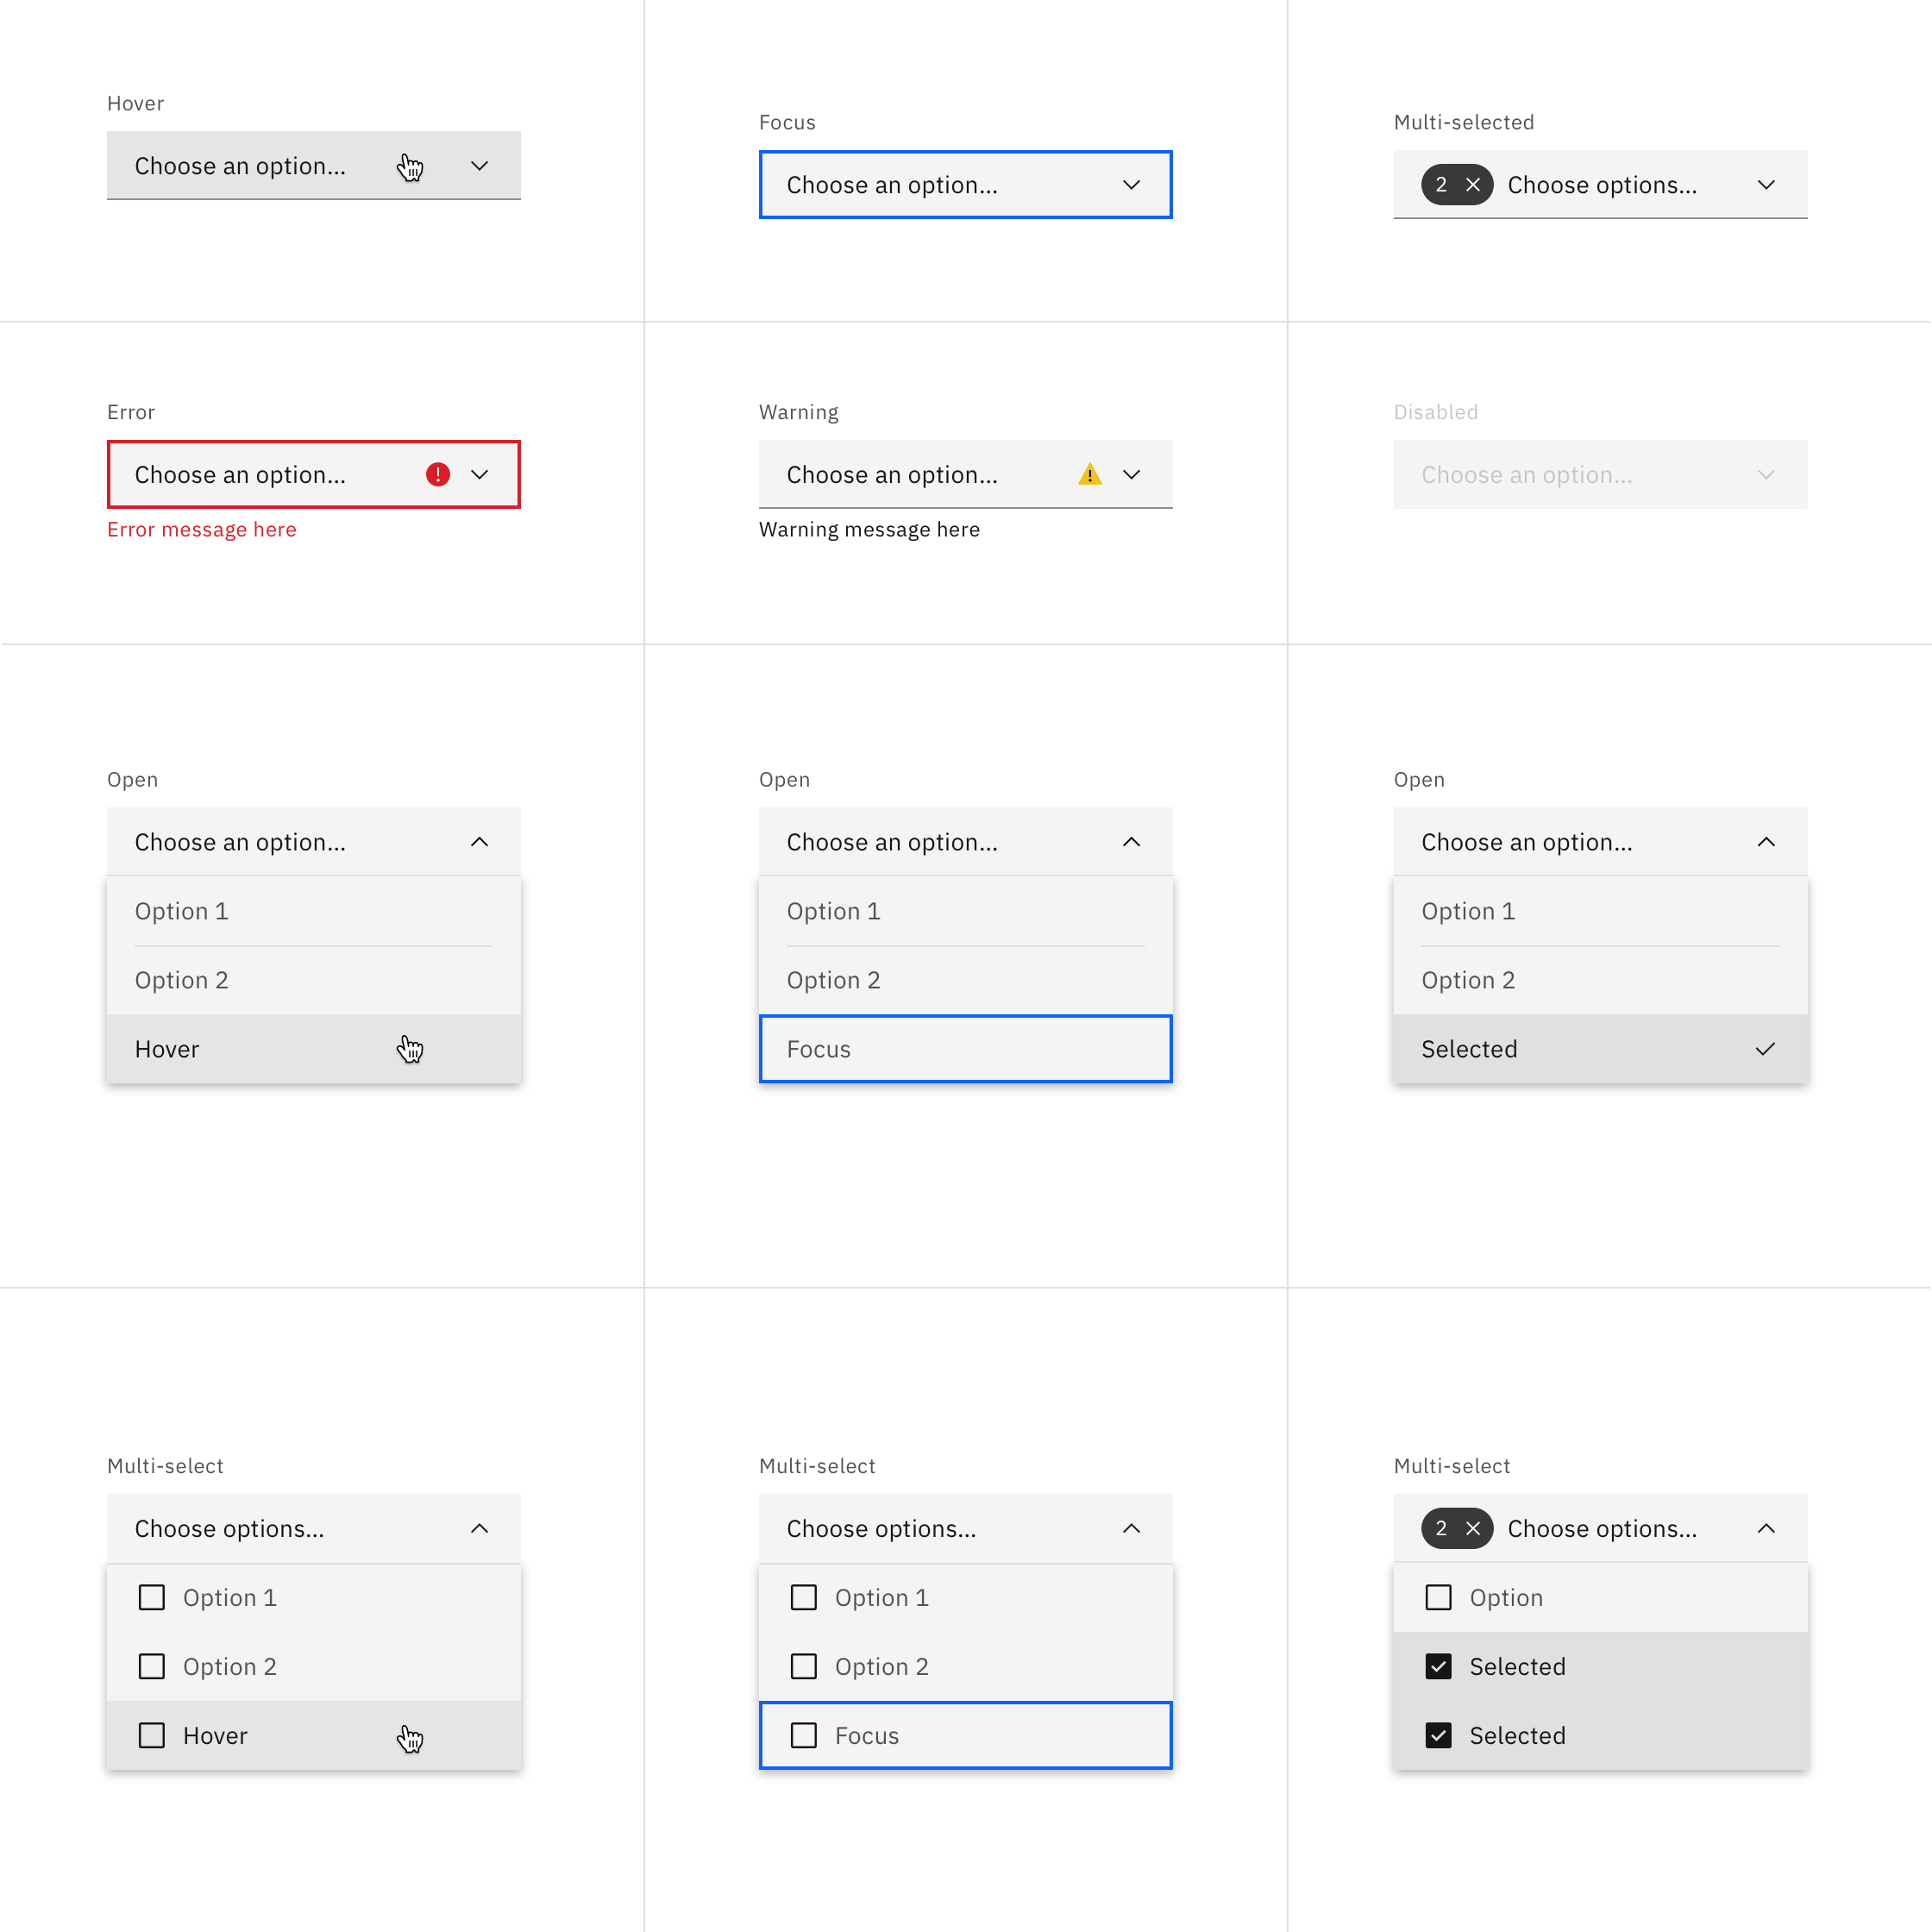 Hover
Choose an option...
Focus
Choose an option...
Multi-selected
2 Choose options...
Error
Choose an option...
Error message here
Warning
Choose an option...
Warning message here
Disabled
Choose an option...
Open
Choose an option...
Option 1
Option 2
Hover
Open
Choose an option...
Option 1
Option 2
Focus
Open
Choose an option...
Option 1
Option 2
Selected
Multi-select
Choose options...
Option 1
Option 2
Hover
Multi-select
Choose options...
Option 1
Option 2
Focus
Multi-select
2 Choose options...
Option
Selected
Selected